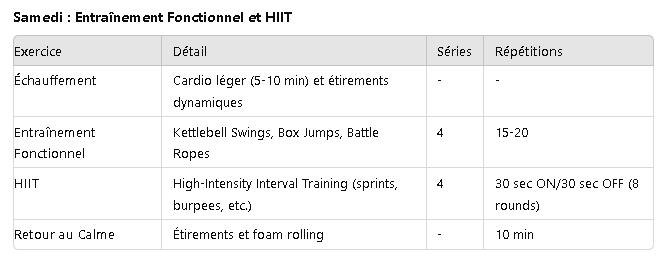 Samedi : Entraînement Fonctionnel et HIIT
Exercice Détail Séries Répétitions
Échauffement Cardio léger (5-10 min) et étirements - -
dynamiques
Entraînement Kettlebell Swings, Box Jumps, Battle 4 15-20
Fonctionnel Ropes
HIIT High-Intensity Interval Training (sprints, 4 30 sec ON/30 sec OFF (8
burpees, etc.) rounds)
Retour au Calme Étirements et foam rolling - 10 min